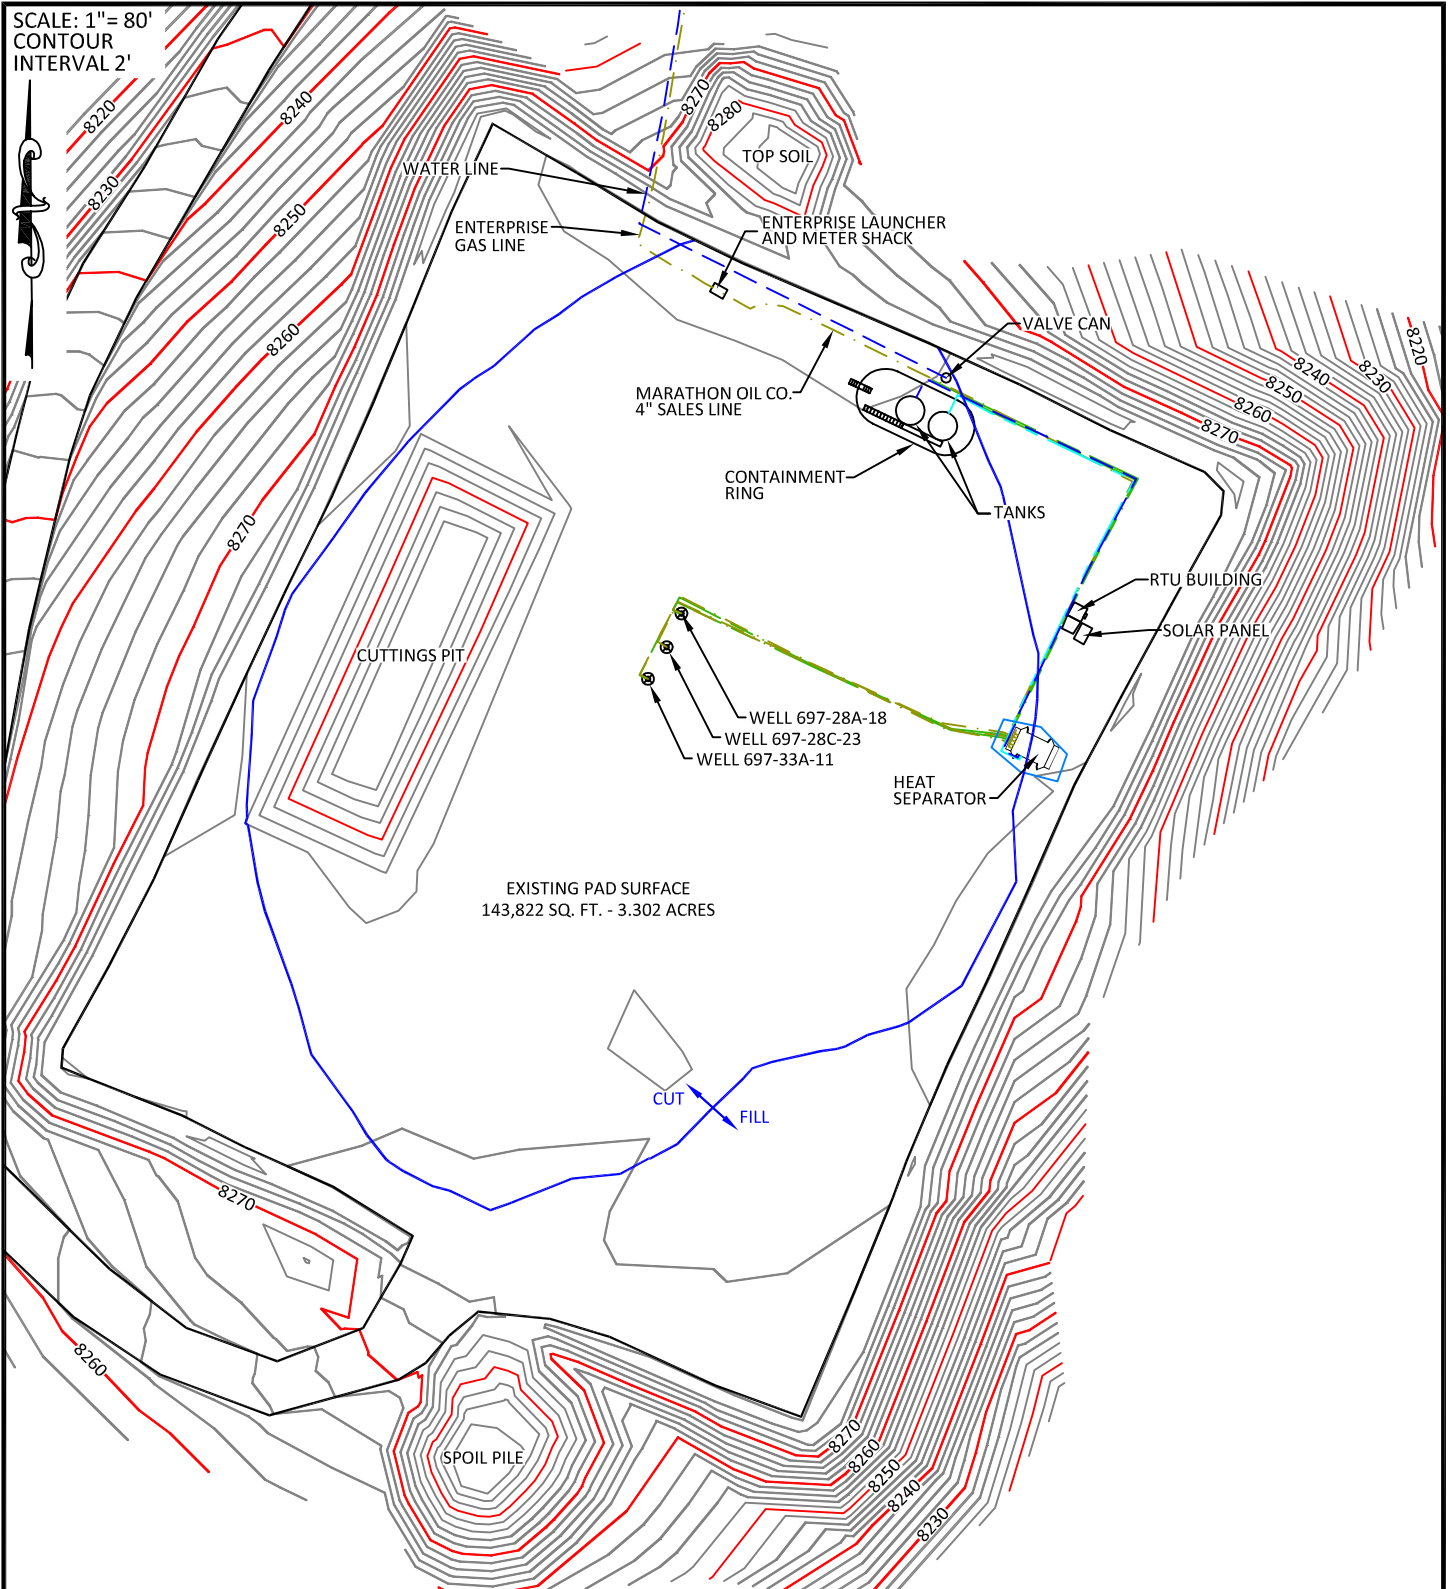 SCALE: 1"= 80'
CONTOUR
INTERVAL 2'
8220
8240
8230
8250
8260
8270
8270
8280
TOP SOIL
WATER LINE
ENTERPRISE
GAS LINE
ENTERPRISE LAUNCHER
AND METER SHACK
VALVE CAN
MARATHON OIL CO.
4" SALES LINE
CONTAINMENT
RING
TANKS
8220
8230
8240
8250
8260
8270
RTU BUILDING
SOLAR PANEL
CUTTINGS PIT
WELL 697-28A-18
WELL 697-28C-23
WELL 697-33A-11
HEAT
SEPARATOR
EXISTING PAD SURFACE
143,822 SQ. FT. - 3.302 ACRES
CUT
FILL
8270
8260
SPOIL PILE
8270
8260
8250
8240
8230